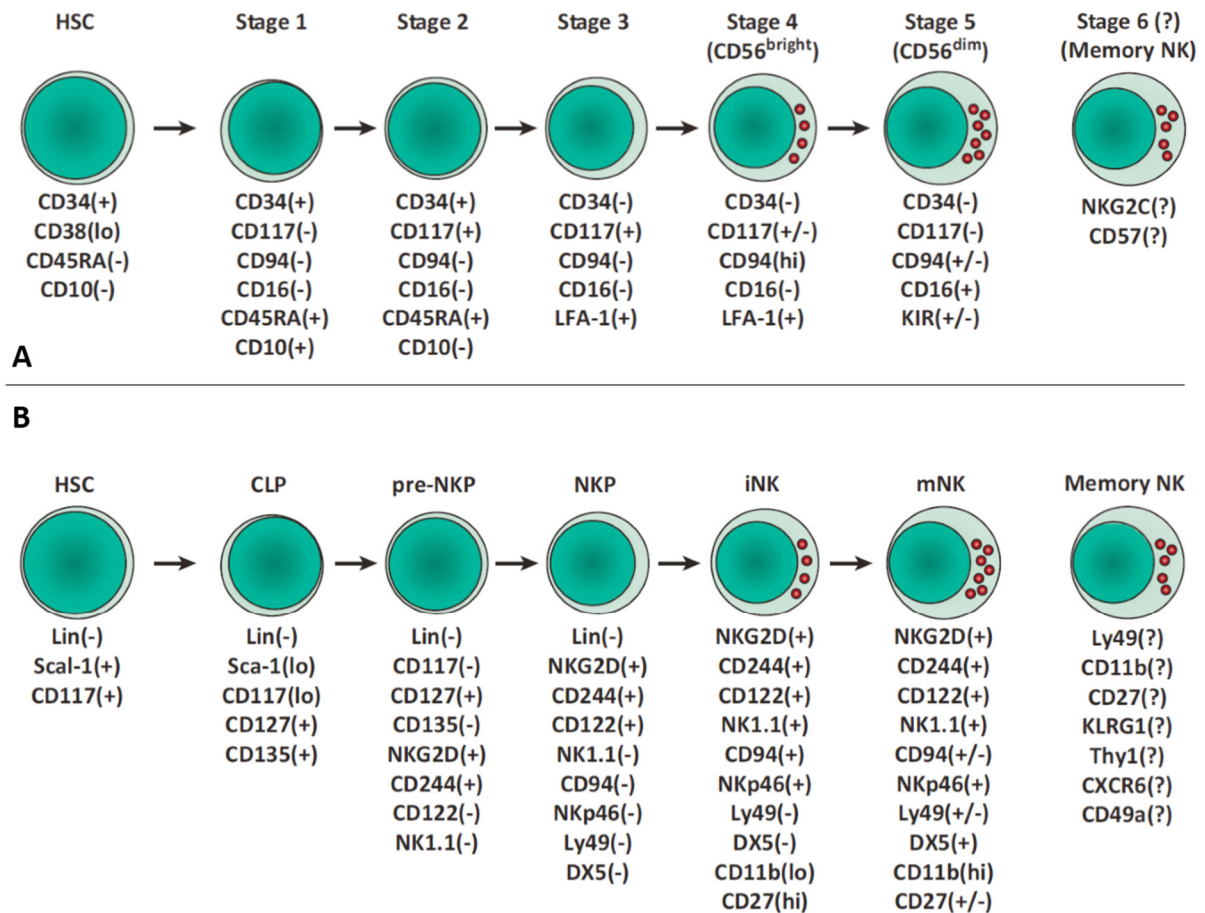 HSC
CD34(+)
CD38(lo)
CD45RA(-)
CD10(-)
Stage 1
CD34(+)
CD117(-)
CD94(-)
CD16(-)
CD45RA(+)
CD10(+)
Stage 2
CD34(+)
CD117(+)
CD94(-)
CD16(-)
CD45RA(+)
CD10(-)
Stage 3
CD34(-)
CD117(+)
CD94(-)
CD16(-)
LFA-1(+)
Stage 4
(CD56bright)
CD34(-)
CD117(+/-)
CD94(hi)
CD16(-)
LFA-1(+)
Stage 5
(CD56dim)
CD34(-)
CD117(-)
CD94(+/-)
CD16(+)
KIR(+/-)
Stage 6 (?)
(Memory NK)
NKG2C(?)
CD57(?)
A
B
HSC
Lin(-)
Scal-1(+)
CD117(+)
CLP
Lin(-)
Sca-1(lo)
CD117(lo)
CD127(+)
CD135(+)
pre-NKP
Lin(-)
CD117(-)
CD127(+)
CD135(-)
NKG2D(+)
CD244(+)
CD122(-)
NK1.1(-)
NKP
Lin(-)
NKG2D(+)
CD244(+)
CD122(+)
NK1.1(-)
CD94(-)
NKp46(-)
Ly49(-)
DX5(-)
iNK
NKG2D(+)
CD244(+)
CD122(+)
NK1.1(+)
CD94(+)
NKp46(+)
Ly49(-)
DX5(-)
CD11b(lo)
CD27(hi)
mNK
NKG2D(+)
CD244(+)
CD122(+)
NK1.1(+)
CD94(+/-)
NKp46(+)
Ly49(+/-)
DX5(+)
CD11b(hi)
CD27(+/-)
Memory NK
Ly49(?)
CD11b(?)
CD27(?)
KLRG1(?)
Thy1(?)
CXCR6(?)
CD49a(?)